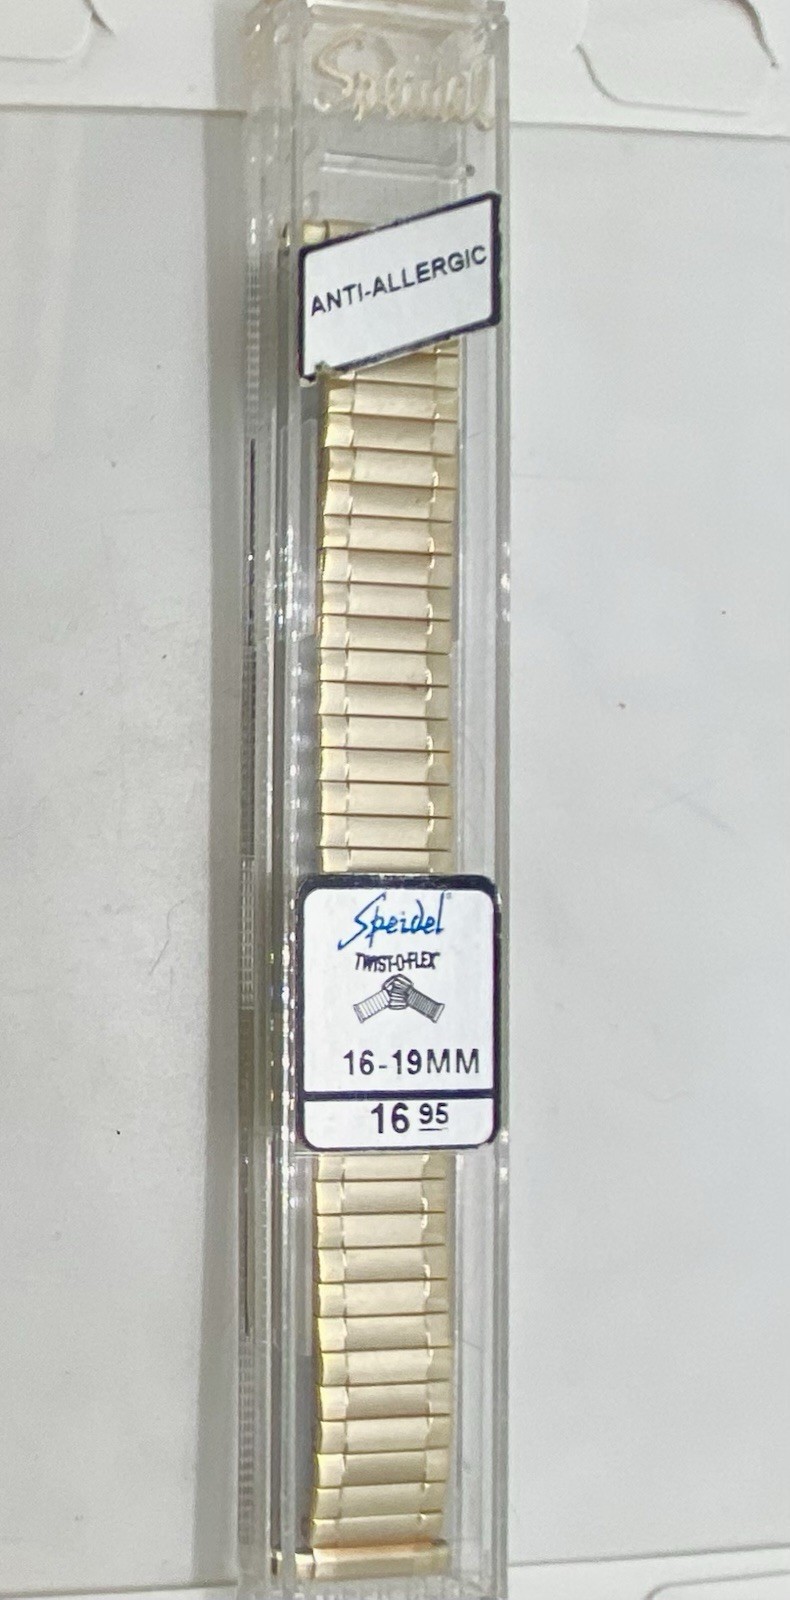 Speidel
ANTI-ALLERGIC
Speidel®
TWIST-O-FLEX
16-19MM
16 95